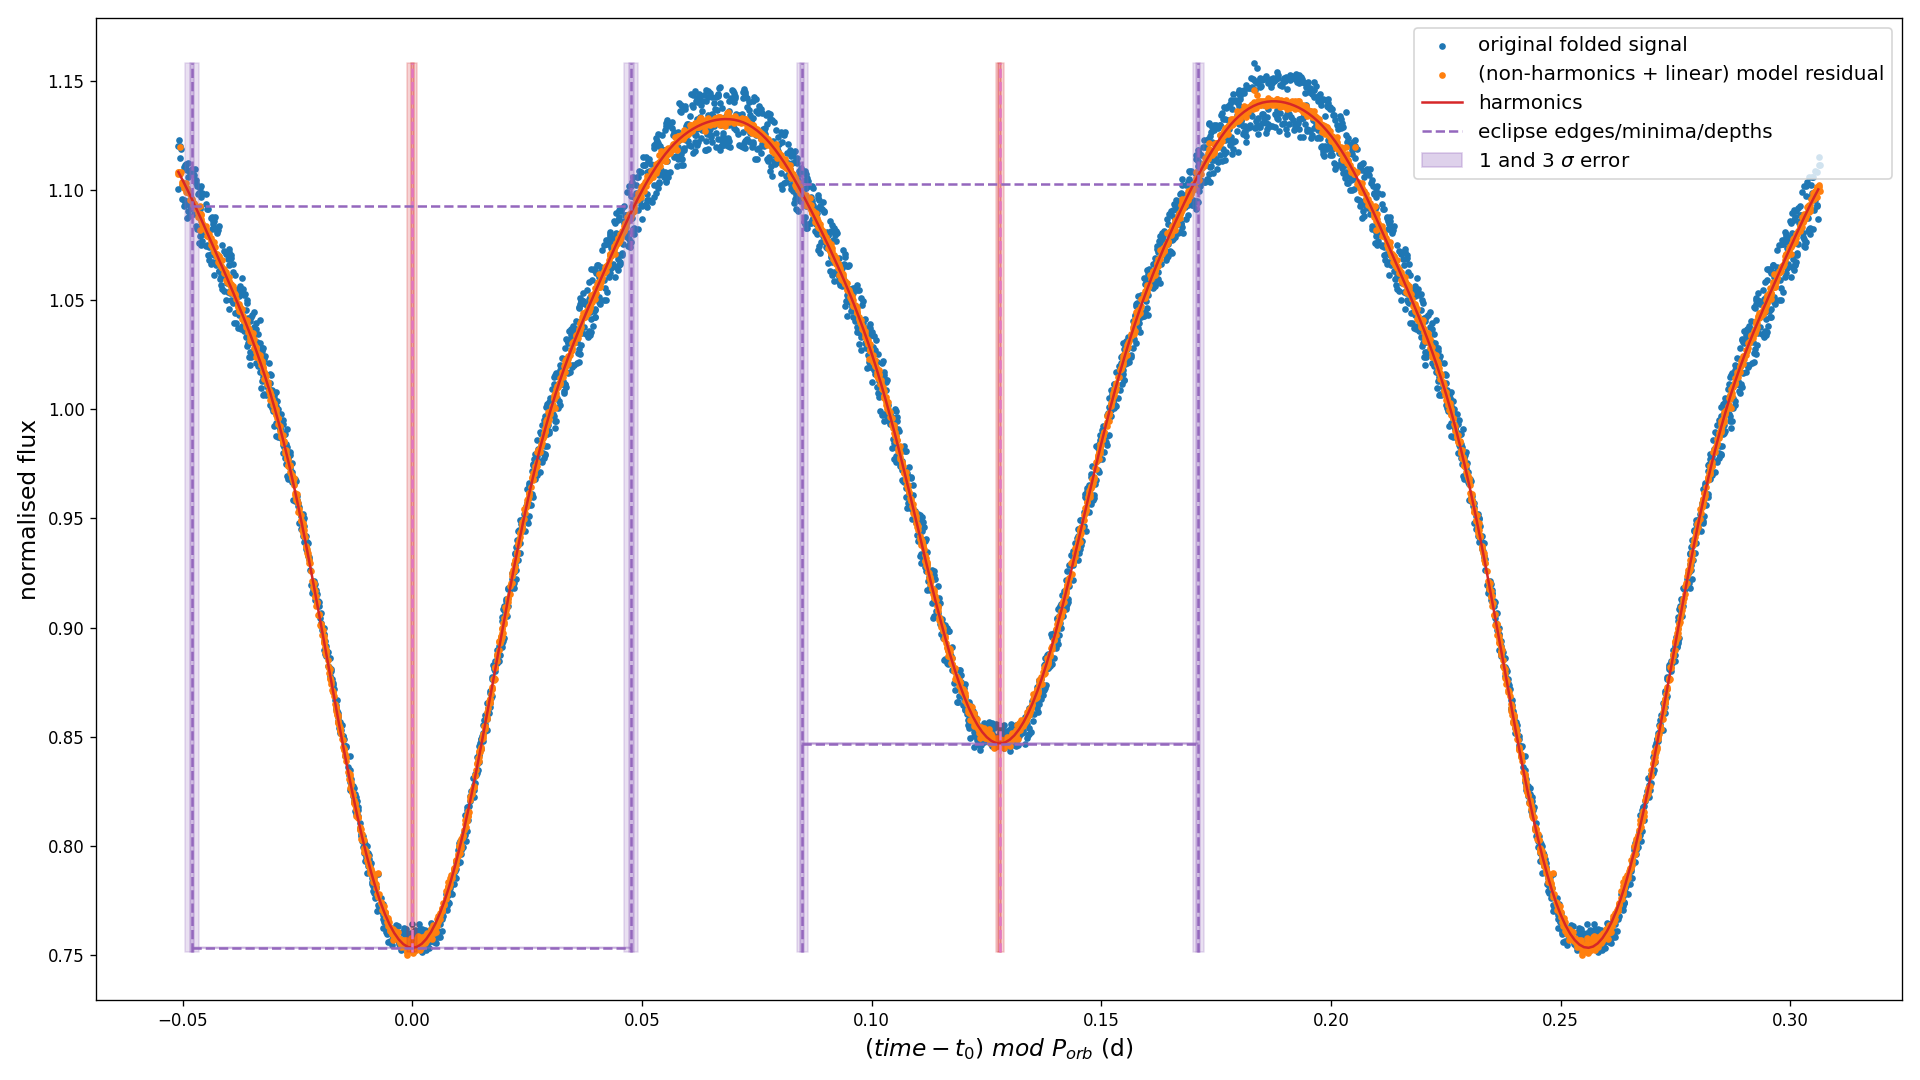 original folded signal
(non-harmonics + linear) model residual
harmonics
eclipse edges/minima/depths
1 and 3 σ error
normalised flux
1.15
1.10
1.05
1.00
0.95
0.90
0.85
0.80
0.75
−0.05 0.00 0.05 0.10 0.15 0.20 0.25 0.30
(time − t₀) mod Pₒᵣb (d)